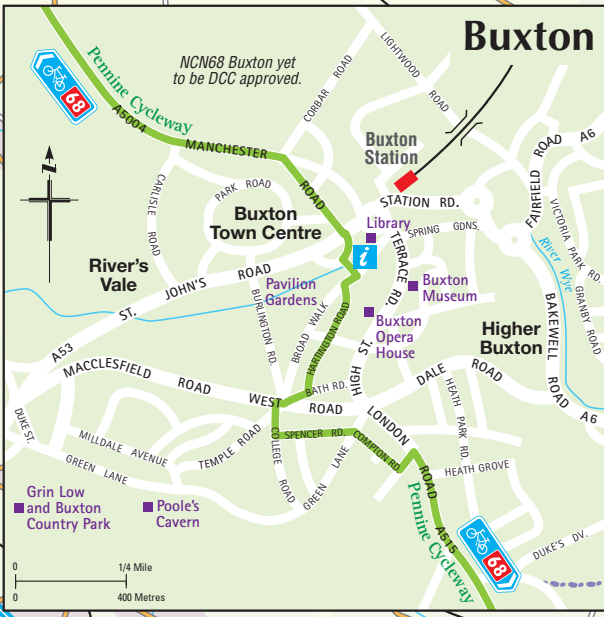 Buxton
NCN68 Buxton yet
to be DCC approved.
LIGHTWOOD ROAD
CORBAR ROAD
68
Pennine Cycleway
A5004
MANCHESTER ROAD
Buxton
Station
FAIRFIELD ROAD
A6
STATION RD.
CARLISLE ROAD
PARK ROAD
Buxton
Town Centre
Library
SPRING GDNS.
VICTORIA PARK RD.
River Wye
GRANBY ROAD
TERRACE RD.
i
River's
Vale
ST. JOHN'S ROAD
Pavilion
Gardens
Buxton
Museum
BURLINGTON RD.
BROAD WALK
HARTINGTON ROAD
Buxton
Opera
House
Higher
Buxton
BAKEWELL ROAD
A6
A53
MACCLESFIELD ROAD
WEST ROAD
BATH RD.
HIGH ST.
DALE ROAD
HEATH PARK RD.
DUKE ST.
MILLDALE AVENUE
GREEN LANE
TEMPLE ROAD
COLLEGE ROAD
SPENCER RD.
GREEN LANE
COMPTON RD.
LONDON ROAD
HEATH GROVE
Grin Low
and Buxton
Country Park
Poole's
Cavern
A515
Pennine Cycleway
68
DUKE'S DV.
N
0 1/4 Mile
0 400 Metres